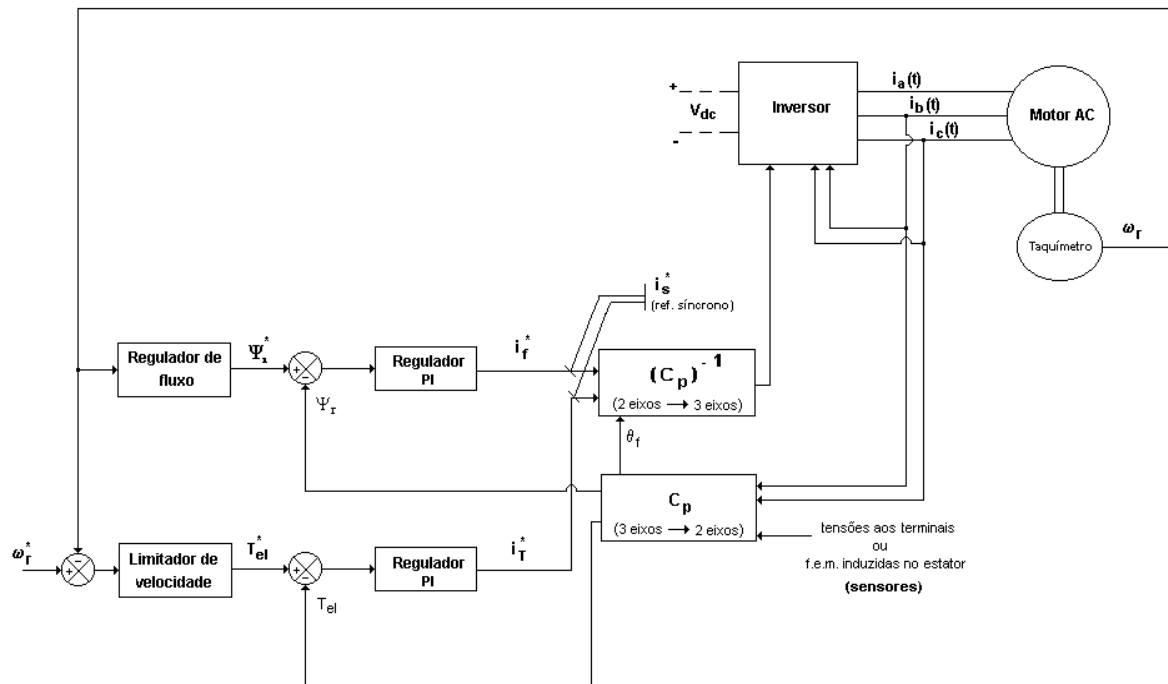 i_a(t)
Inversor
i_b(t)
Motor AC
+
V_dc
-
i_c(t)
Taquímetro
ω_r
i_s^*
(ref. síncrono)
Regulador de
fluxo
Ψ_r^*
+
−
Ψ_r
Regulador
PI
i_f^*
(C_p)^-1
(2 eixos → 3 eixos)
θ_f
C_p
(3 eixos → 2 eixos)
tensões aos terminais
ou
f.e.m. induzidas no estator
(sensores)
ω_r^*
+
−
Limitador de
velocidade
T_el^*
+
−
T_el
Regulador
PI
i_T^*